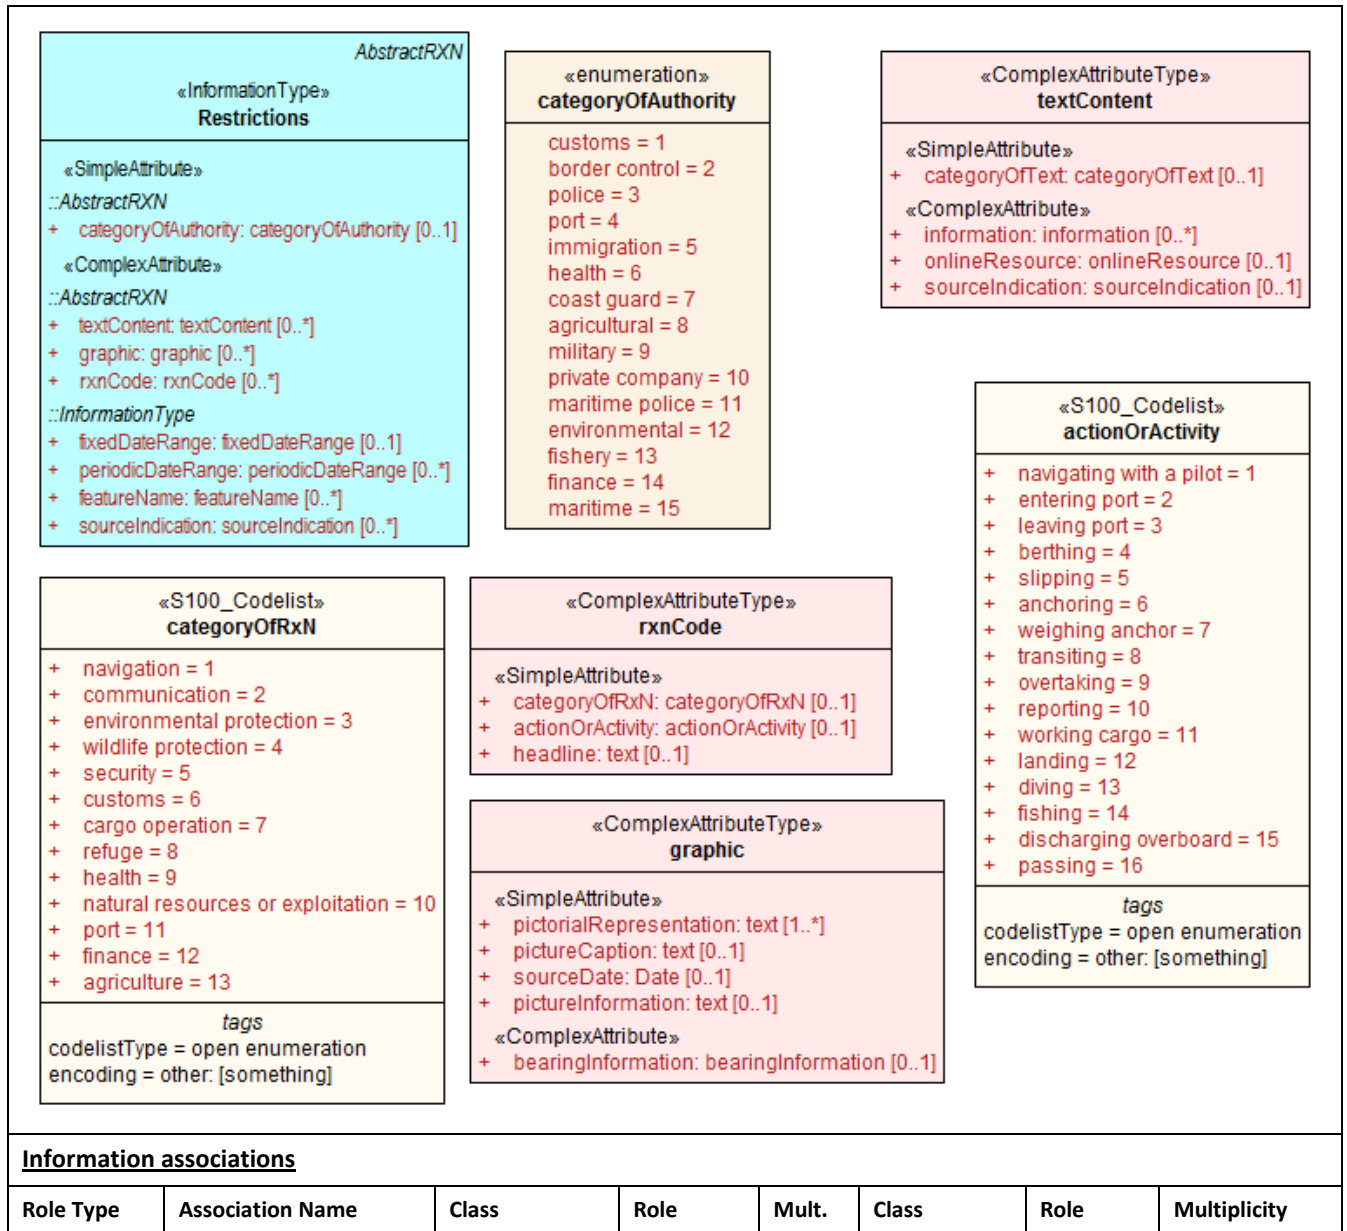 AbstractRXN
«InformationType»
Restrictions
«SimpleAttribute»
::AbstractRXN
+ categoryOfAuthority: categoryOfAuthority [0..1]
«ComplexAttribute»
::AbstractRXN
+ textContent: textContent [0..*]
+ graphic: graphic [0..*]
+ rxnCode: rxnCode [0..*]
::InformationType
+ fixedDateRange: fixedDateRange [0..1]
+ periodicDateRange: periodicDateRange [0..*]
+ featureName: featureName [0..*]
+ sourceIndication: sourceIndication [0..*]
«enumeration»
categoryOfAuthority
customs = 1
border control = 2
police = 3
port = 4
immigration = 5
health = 6
coast guard = 7
agricultural = 8
military = 9
private company = 10
maritime police = 11
environmental = 12
fishery = 13
finance = 14
maritime = 15
«ComplexAttributeType»
textContent
«SimpleAttribute»
+ categoryOfText: categoryOfText [0..1]
«ComplexAttribute»
+ information: information [0..*]
+ onlineResource: onlineResource [0..1]
+ sourceIndication: sourceIndication [0..1]
«S100_Codelist»
actionOrActivity
+ navigating with a pilot = 1
+ entering port = 2
+ leaving port = 3
+ berthing = 4
+ slipping = 5
+ anchoring = 6
+ weighing anchor = 7
+ transiting = 8
+ overtaking = 9
+ reporting = 10
+ working cargo = 11
+ landing = 12
+ diving = 13
+ fishing = 14
+ discharging overboard = 15
+ passing = 16
tags
codelistType = open enumeration
encoding = other: [something]
«S100_Codelist»
categoryOfRxN
+ navigation = 1
+ communication = 2
+ environmental protection = 3
+ wildlife protection = 4
+ security = 5
+ customs = 6
+ cargo operation = 7
+ refuge = 8
+ health = 9
+ natural resources or exploitation = 10
+ port = 11
+ finance = 12
+ agriculture = 13
tags
codelistType = open enumeration
encoding = other: [something]
«ComplexAttributeType»
rxnCode
«SimpleAttribute»
+ categoryOfRxN: categoryOfRxN [0..1]
+ actionOrActivity: actionOrActivity [0..1]
+ headline: text [0..1]
«ComplexAttributeType»
graphic
«SimpleAttribute»
+ pictorialRepresentation: text [1..*]
+ pictureCaption: text [0..1]
+ sourceDate: Date [0..1]
+ pictureInformation: text [0..1]
«ComplexAttribute»
+ bearingInformation: bearingInformation [0..1]
Information associations
Role Type Association Name Class Role Mult. Class Role Multiplicity